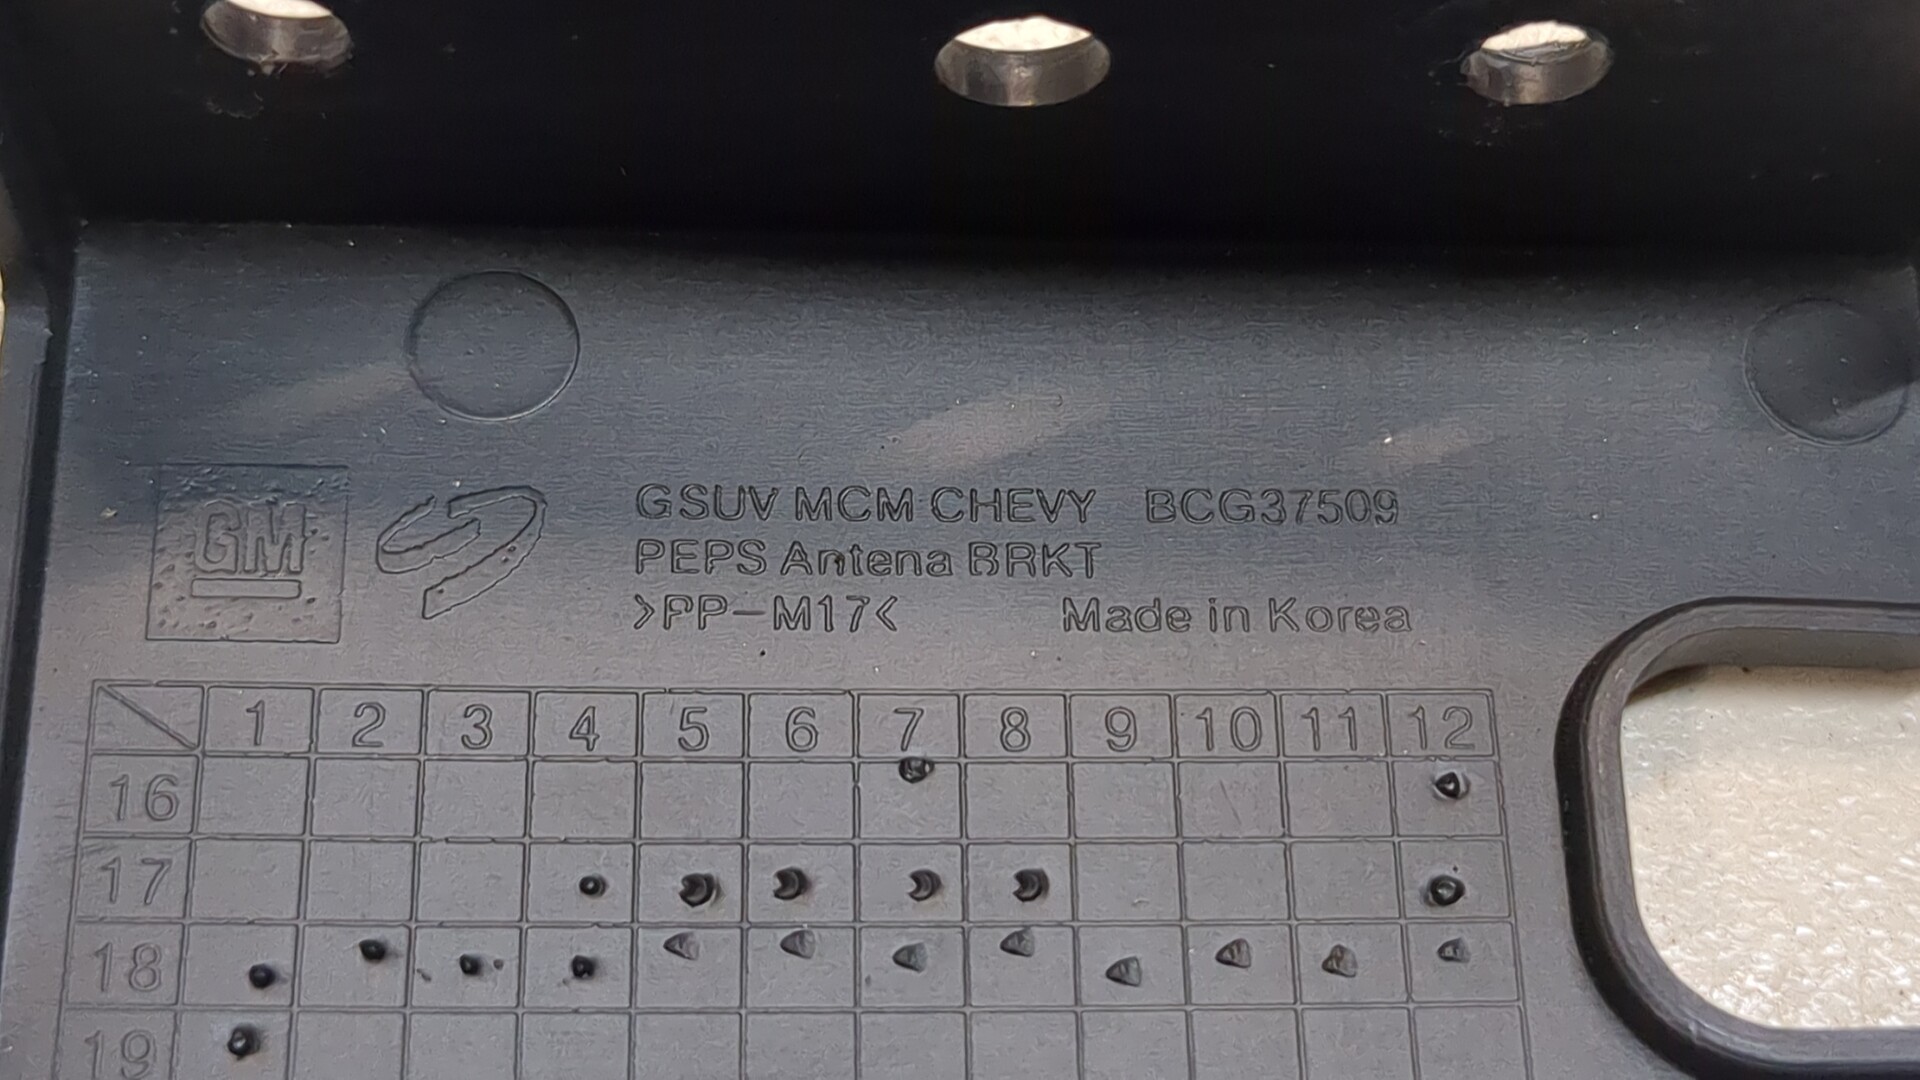 GM
GSUV MCM CHEVY BCG37509
PEPS Antena BRKT
>PP-M17< Made in Korea
1 2 3 4 5 6 7 8 9 10 11 12
16
17
18
19